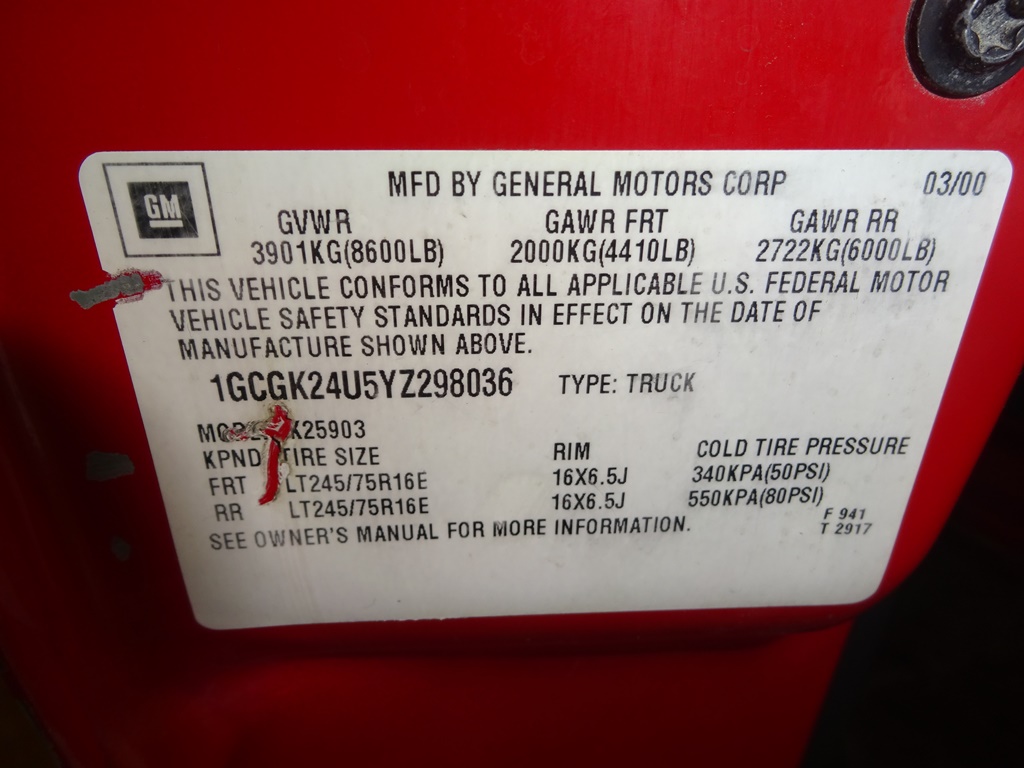 GM
MFD BY GENERAL MOTORS CORP 03/00
GVWR GAWR FRT GAWR RR
3901KG(8600LB) 2000KG(4410LB) 2722KG(6000LB)
THIS VEHICLE CONFORMS TO ALL APPLICABLE U.S. FEDERAL MOTOR
VEHICLE SAFETY STANDARDS IN EFFECT ON THE DATE OF
MANUFACTURE SHOWN ABOVE.
1GCGK24U5YZ298036 TYPE: TRUCK
K25903
KPND TIRE SIZE RIM COLD TIRE PRESSURE
FRT LT245/75R16E 16X6.5J 340KPA(50PSI)
RR LT245/75R16E 16X6.5J 550KPA(80PSI)
SEE OWNER'S MANUAL FOR MORE INFORMATION.
F 941
T 2917